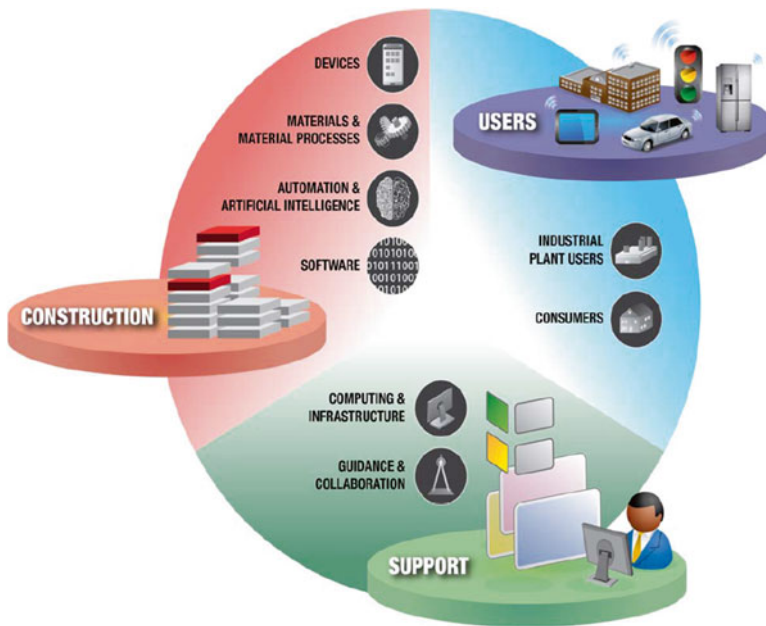 DEVICES
MATERIALS &
MATERIAL PROCESSES
AUTOMATION &
ARTIFICIAL INTELLIGENCE
SOFTWARE
CONSTRUCTION
USERS
INDUSTRIAL
PLANT USERS
CONSUMERS
COMPUTING &
INFRASTRUCTURE
GUIDANCE &
COLLABORATION
SUPPORT